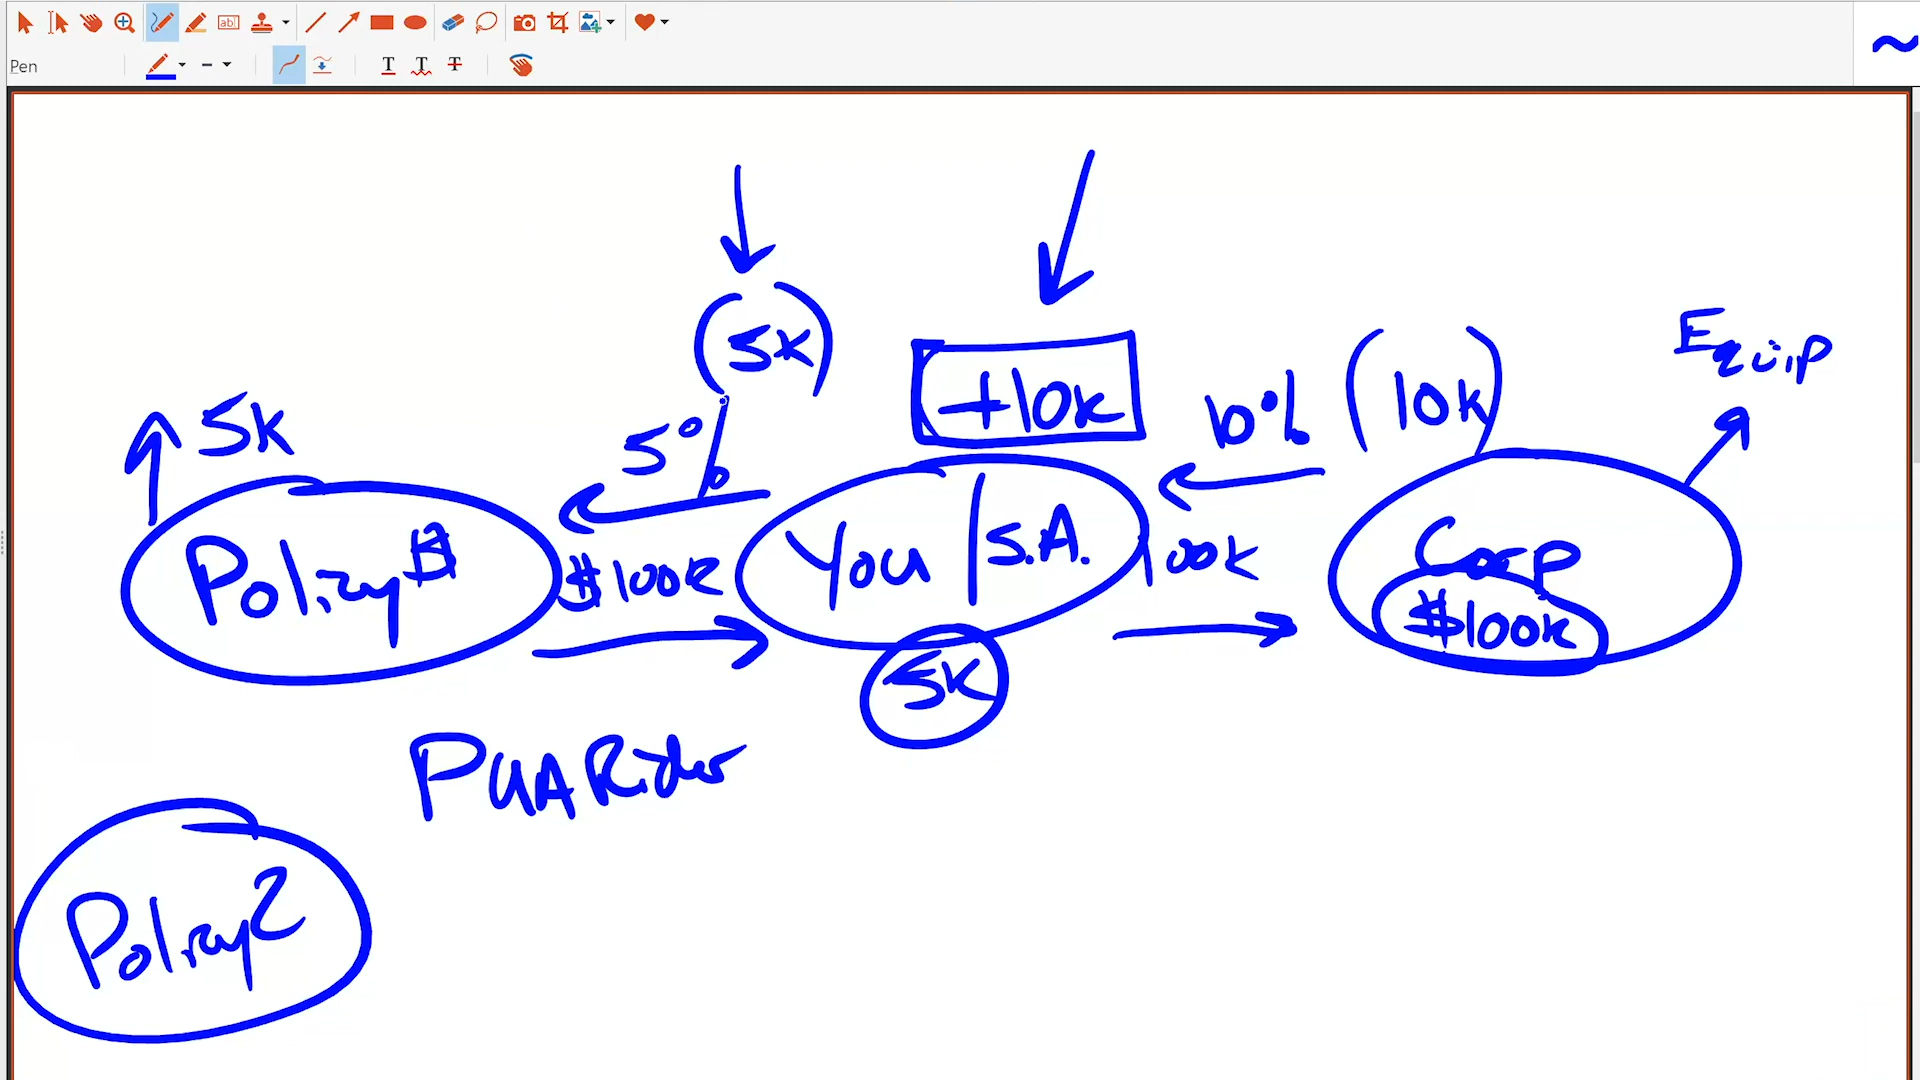 Pen
(5K)
+10K
10% (10K)
Equip
5K
5%
Policy $
$100K
You | S.A.
100K
Corp
$100K
5K
PUA Rider
Policy 2